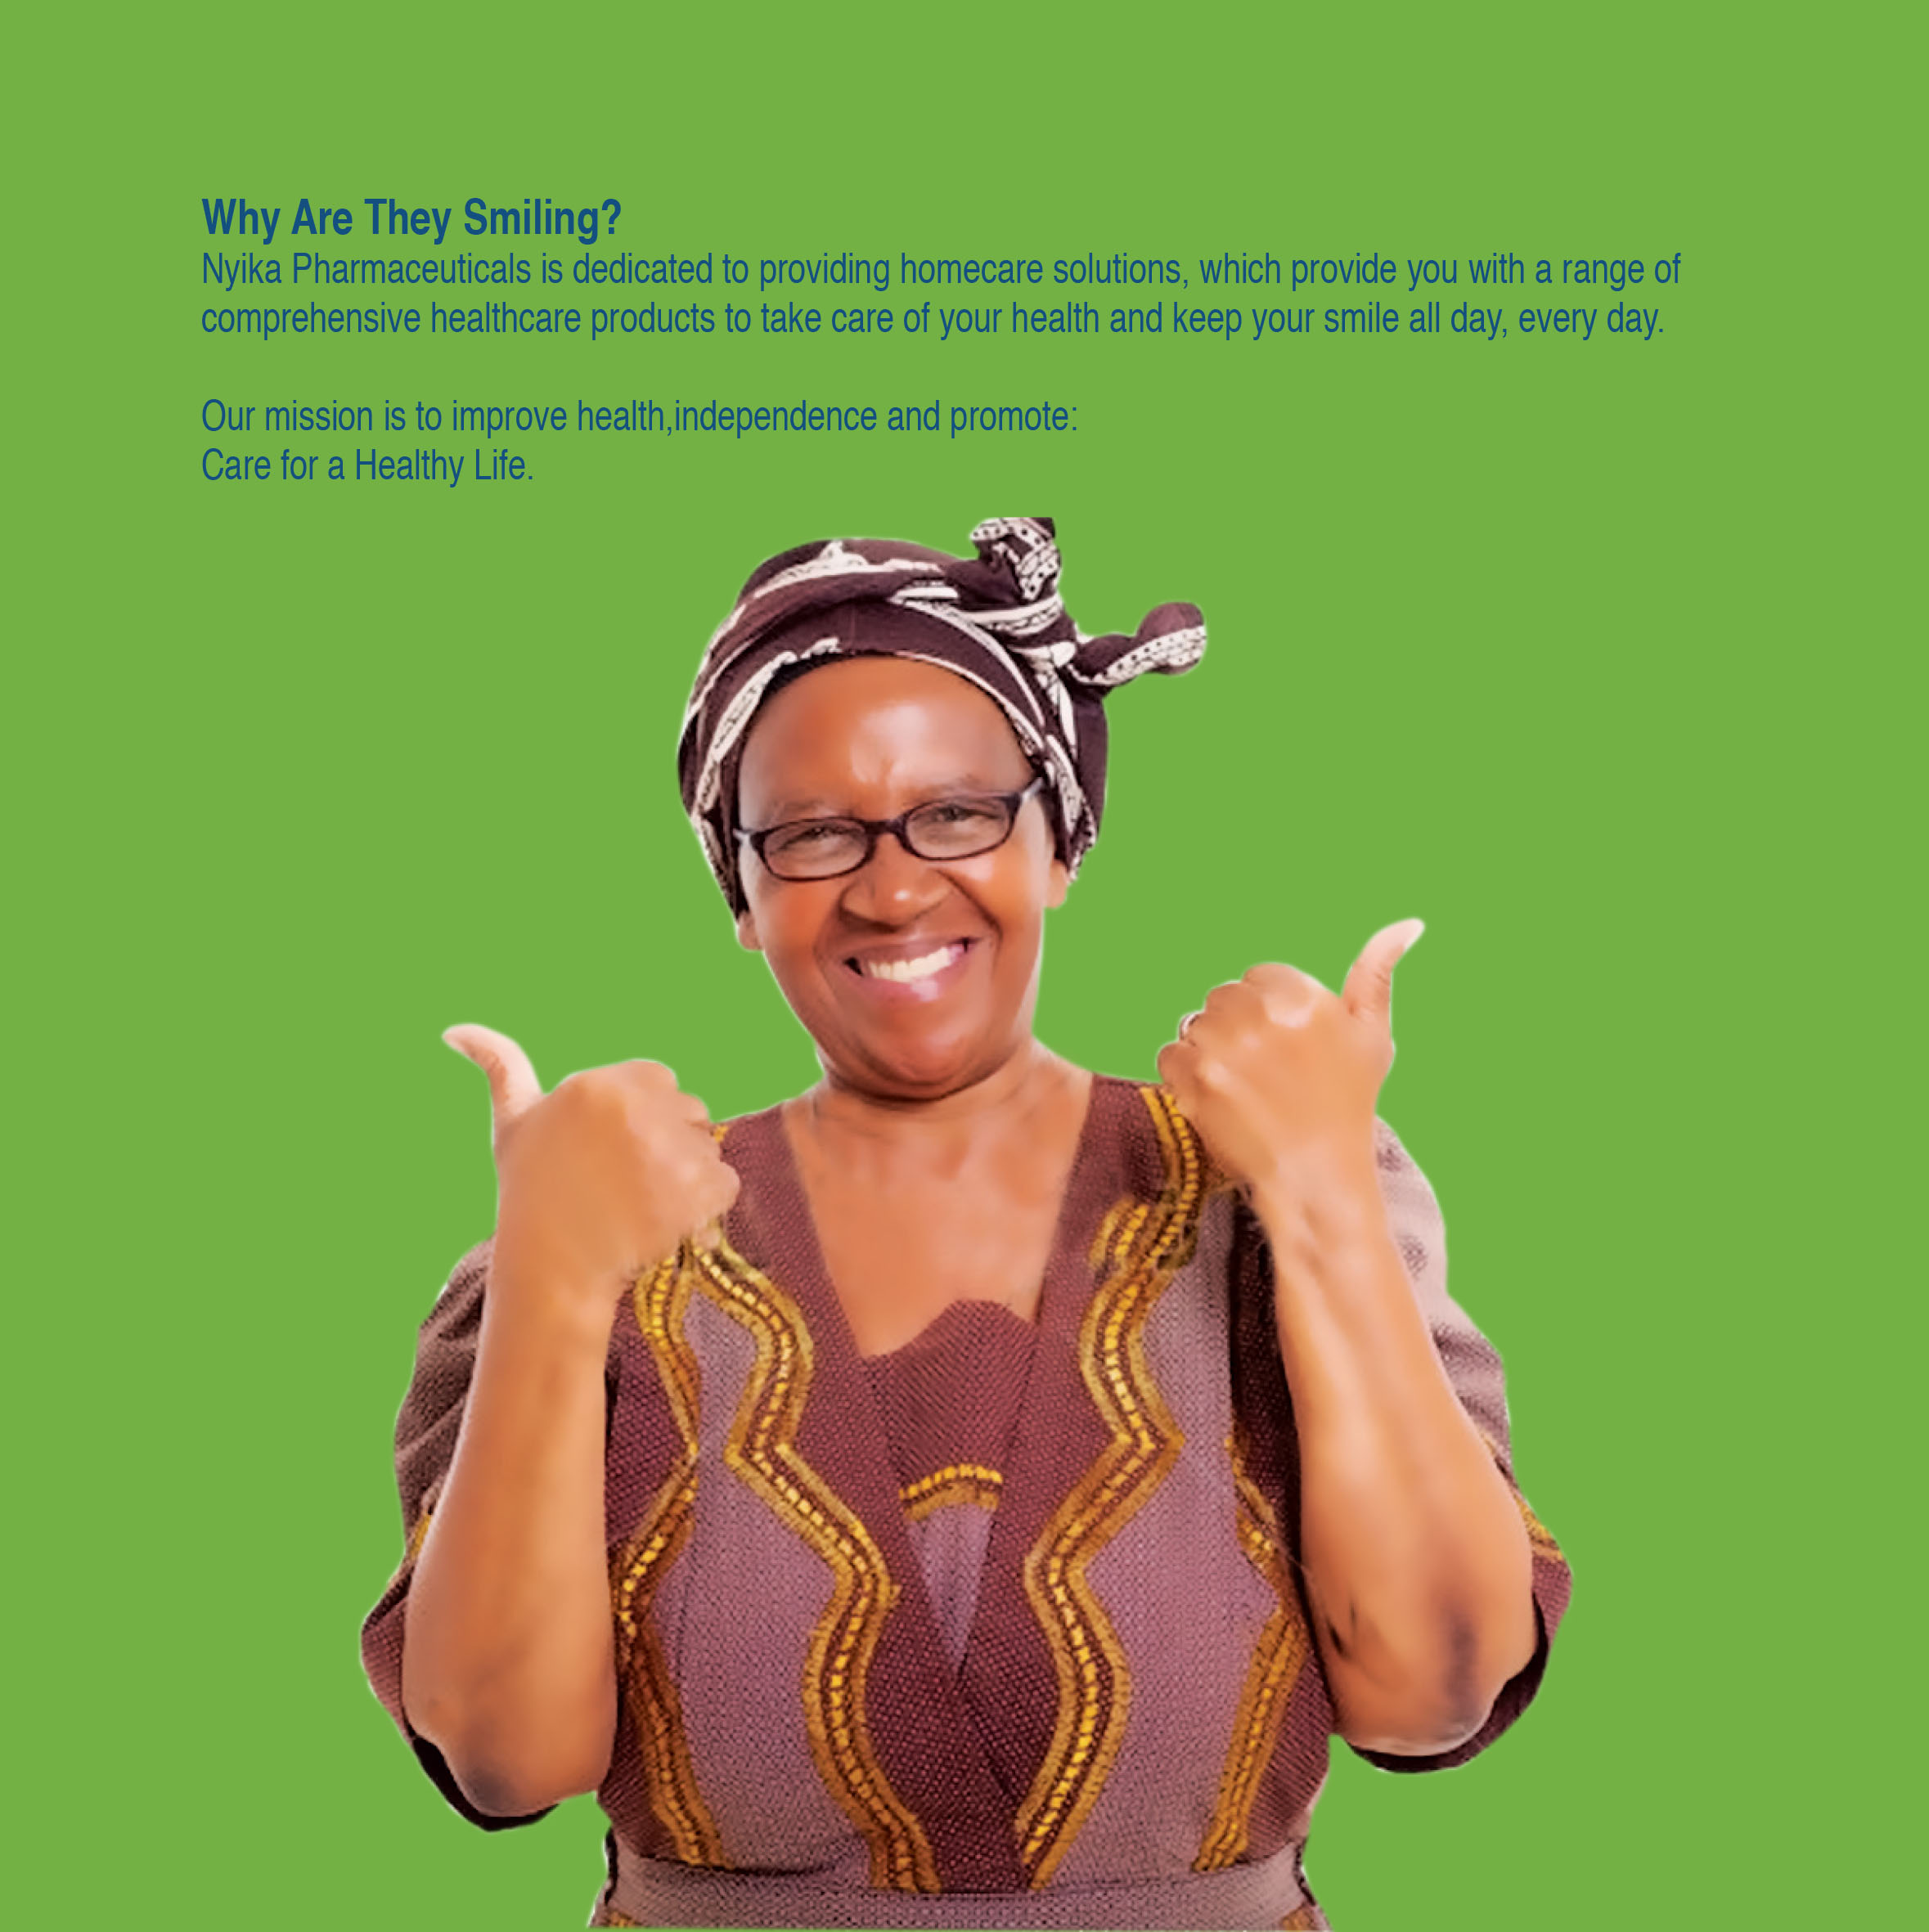 Why Are They Smiling?
Nyika Pharmaceuticals is dedicated to providing homecare solutions, which provide you with a range of
comprehensive healthcare products to take care of your health and keep your smile all day, every day.
Our mission is to improve health,independence and promote:
Care for a Healthy Life.